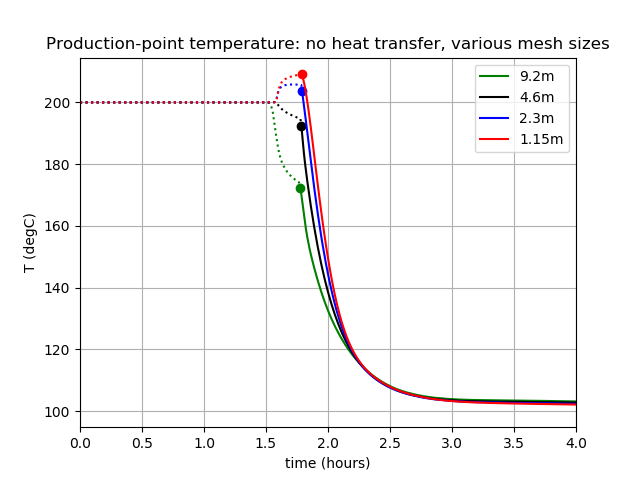 Production-point temperature: no heat transfer, various mesh sizes
9.2m
4.6m
2.3m
1.15m
T (degC)
200
180
160
140
120
100
0.0 0.5 1.0 1.5 2.0 2.5 3.0 3.5 4.0
time (hours)